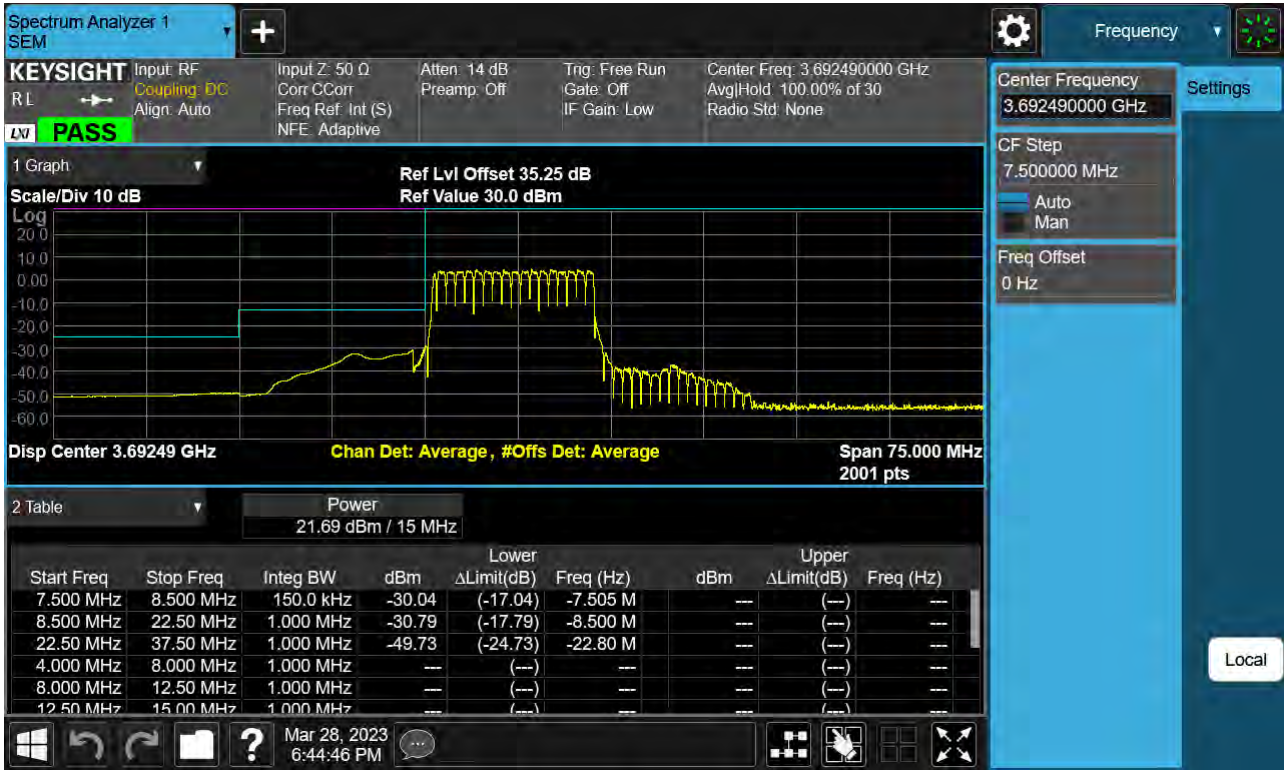 Spectrum Analyzer 1
SEM
+
Frequency
KEYSIGHT
RL
LXI
PASS
Input: RF
Coupling: DC
Align: Auto
Input Z: 50 Ω
Corr CCorr
Freq Ref: Int (S)
NFE: Adaptive
Atten: 14 dB
Preamp: Off
Trig: Free Run
Gate: Off
IF Gain: Low
Center Freq: 3.692490000 GHz
Avg|Hold: 100.00% of 30
Radio Std: None
Center Frequency
3.692490000 GHz
Settings
CF Step
7.500000 MHz
Auto
Man
Freq Offset
0 Hz
1 Graph
Scale/Div 10 dB
Ref Lvl Offset 35.25 dB
Ref Value 30.0 dBm
Log
20.0
10.0
0.00
-10.0
-20.0
-30.0
-40.0
-50.0
-60.0
Disp Center 3.69249 GHz
Chan Det: Average, #Offs Det: Average
Span 75.000 MHz
2001 pts
2 Table
Power
21.69 dBm / 15 MHz
Lower Upper
Start Freq Stop Freq Integ BW dBm ΔLimit(dB) Freq (Hz) dBm ΔLimit(dB) Freq (Hz)
7.500 MHz 8.500 MHz 150.0 kHz -30.04 (-17.04) -7.505 M --- (---) ---
8.500 MHz 22.50 MHz 1.000 MHz -30.79 (-17.79) -8.500 M --- (---) ---
22.50 MHz 37.50 MHz 1.000 MHz -49.73 (-24.73) -22.80 M --- (---) ---
4.000 MHz 8.000 MHz 1.000 MHz --- (---) --- --- (---) ---
8.000 MHz 12.50 MHz 1.000 MHz --- (---) --- --- (---) ---
12.50 MHz 15.00 MHz 1.000 MHz --- (---) --- --- (---) ---
Local
?
Mar 28, 2023
6:44:46 PM